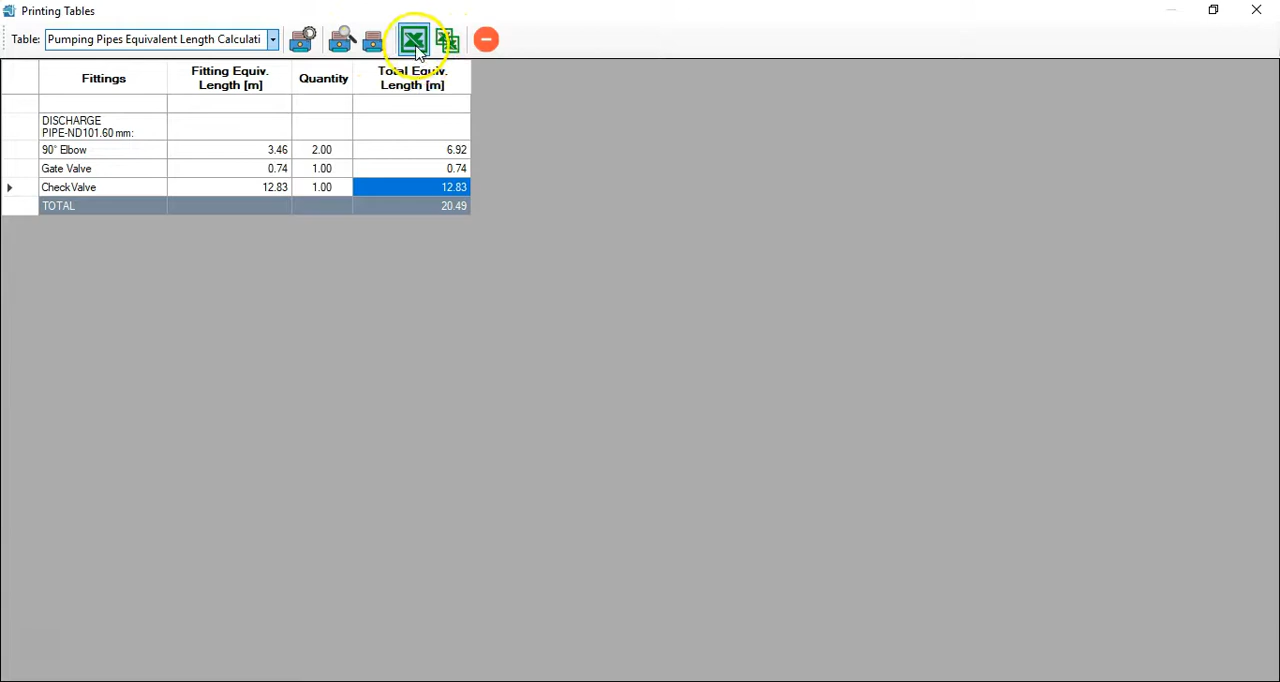 Printing Tables
Table: Pumping Pipes Equivalent Length Calculati
Fittings Fitting Equiv. Length [m] Quantity Total Equiv. Length [m]
DISCHARGE
PIPE-ND101.60 mm:
90° Elbow 3.46 2.00 6.92
Gate Valve 0.74 1.00 0.74
CheckValve 12.83 1.00 12.83
TOTAL 20.49